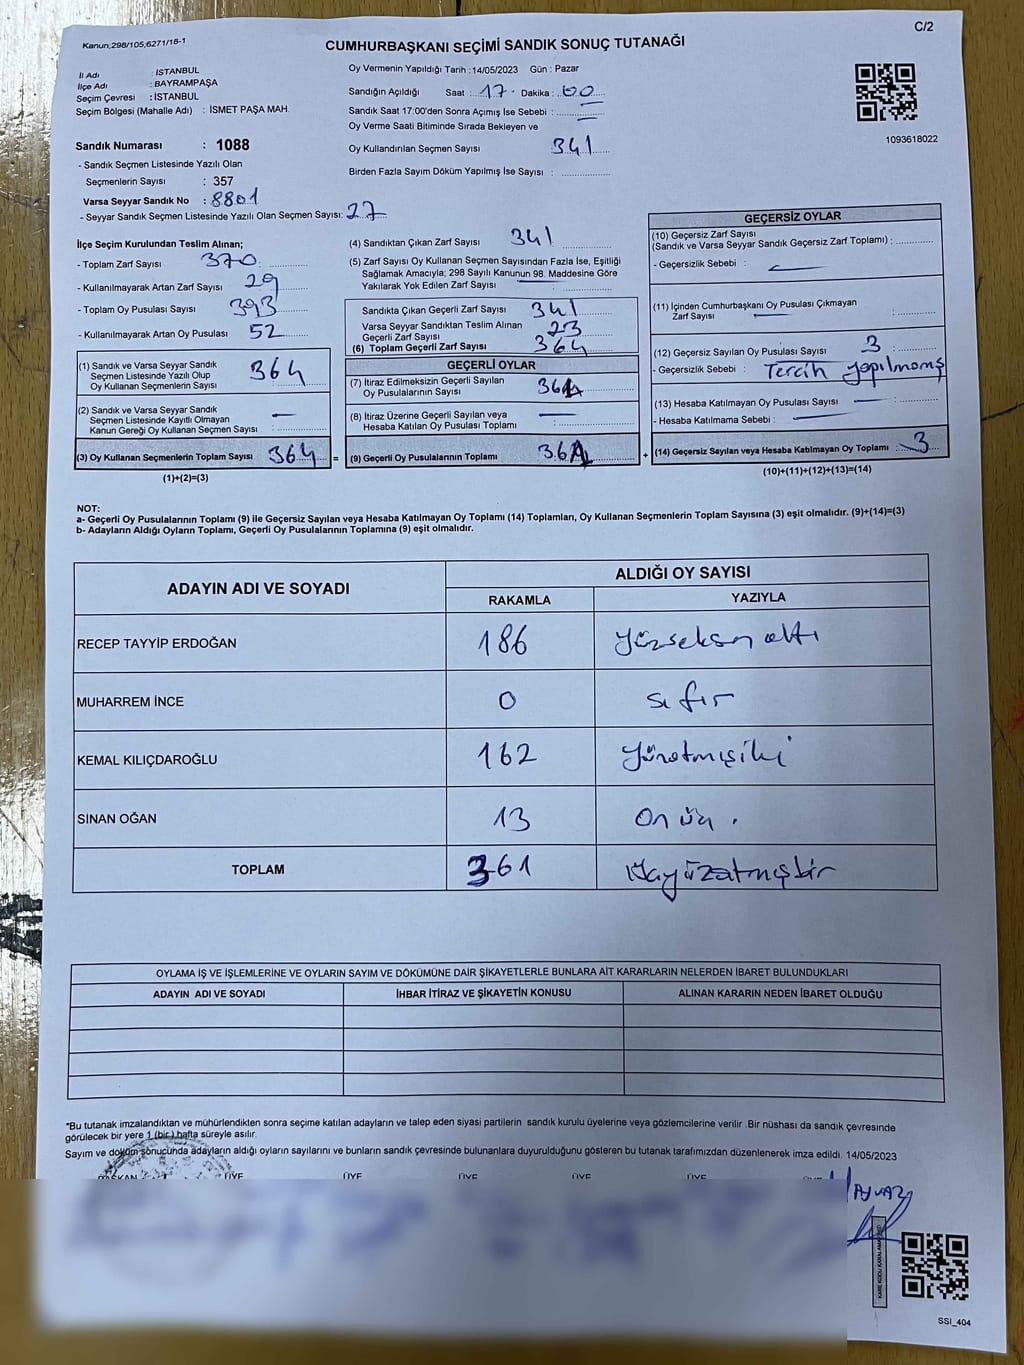 C/2
Kanun;298/105;6271/18-1
CUMHURBAŞKANI SEÇİMİ SANDIK SONUÇ TUTANAĞI
İl Adı : İSTANBUL
İlçe Adı : BAYRAMPAŞA
Seçim Çevresi : İSTANBUL
Seçim Bölgesi (Mahalle Adı) : İSMET PAŞA MAH.
Sandık Numarası : 1088
- Sandık Seçmen Listesinde Yazılı Olan
Seçmenlerin Sayısı : 357
Varsa Seyyar Sandık No : 8801
- Seyyar Sandık Seçmen Listesinde Yazılı Olan Seçmen Sayısı: 27
Oy Vermenin Yapıldığı Tarih :14/05/2023 Gün : Pazar
Sandığın Açıldığı Saat : 17 Dakika : 00
Sandık Saat 17:00'den Sonra Açımış İse Sebebi :
Oy Verme Saati Bitiminde Sırada Bekleyen ve
Oy Kullandırılan Seçmen Sayısı 341
Birden Fazla Sayım Döküm Yapılmış İse Sayısı :
1093618022
İlçe Seçim Kurulundan Teslim Alınan;
- Toplam Zarf Sayısı 370
- Kullanılmayarak Artan Zarf Sayısı 29
- Toplam Oy Pusulası Sayısı 393
- Kullanılmayarak Artan Oy Pusulası 52
(1) Sandık ve Varsa Seyyar Sandık
Seçmen Listesinde Yazılı Olup
Oy Kullanan Seçmenlerin Sayısı 364
(2) Sandık ve Varsa Seyyar Sandık
Seçmen Listesinde Kayıtlı Olmayan
Kanun Gereği Oy Kullanan Seçmen Sayısı : —
(3) Oy Kullanan Seçmenlerin Toplam Sayısı 364 =
(1)+(2)=(3)
(4) Sandıktan Çıkan Zarf Sayısı 341
(5) Zarf Sayısı Oy Kullanan Seçmen Sayısından Fazla İse, Eşitliği
Sağlamak Amacıyla; 298 Sayılı Kanunun 98. Maddesine Göre
Yakılarak Yok Edilen Zarf Sayısı : —
Sandıkta Çıkan Geçerli Zarf Sayısı 341
Varsa Seyyar Sandıktan Teslim Alınan
Geçerli Zarf Sayısı 23
(6) Toplam Geçerli Zarf Sayısı 364
GEÇERLİ OYLAR
(7) İtiraz Edilmeksizin Geçerli Sayılan
Oy Pusulalarının Sayısı 361
(8) İtiraz Üzerine Geçerli Sayılan veya
Hesaba Katılan Oy Pusulası Toplamı —
(9) Geçerli Oy Pusulalarının Toplamı 361 +
GEÇERSİZ OYLAR
(10) Geçersiz Zarf Sayısı
(Sandık ve Varsa Seyyar Sandık Geçersiz Zarf Toplamı) :
- Geçersizlik Sebebi : —
(11) İçinden Cumhurbaşkanı Oy Pusulası Çıkmayan
Zarf Sayısı — :
(12) Geçersiz Sayılan Oy Pusulası Sayısı 3
- Geçersizlik Sebebi : Tercih yapılmamış
(13) Hesaba Katılmayan Oy Pusulası Sayısı — :
- Hesaba Katılmama Sebebi : —
(14) Geçersiz Sayılan veya Hesaba Katılmayan Oy Toplamı : 3
(10)+(11)+(12)+(13)=(14)
NOT:
a- Geçerli Oy Pusulalarının Toplamı (9) ile Geçersiz Sayılan veya Hesaba Katılmayan Oy Toplamı (14) Toplamları, Oy Kullanan Seçmenlerin Toplam Sayısına (3) eşit olmalıdır. (9)+(14)=(3)
b- Adayların Aldığı Oyların Toplamı, Geçerli Oy Pusulalarının Toplamına (9) eşit olmalıdır.
ADAYIN ADI VE SOYADI ALDIĞI OY SAYISI
RAKAMLA YAZIYLA
RECEP TAYYİP ERDOĞAN 186 Yüzseksen altı
MUHARREM İNCE 0 sıfır
KEMAL KILIÇDAROĞLU 162 Yüzatmışiki
SİNAN OĞAN 13 On üç .
TOPLAM 361 üçyüzatmışbir
OYLAMA İŞ VE İŞLEMLERİNE VE OYLARIN SAYIM VE DÖKÜMÜNE DAİR ŞİKAYETLERLE BUNLARA AİT KARARLARIN NELERDEN İBARET BULUNDUKLARI
ADAYIN ADI VE SOYADI İHBAR İTİRAZ VE ŞİKAYETİN KONUSU ALINAN KARARIN NEDEN İBARET OLDUĞU
*Bu tutanak imzalandıktan ve mühürlendikten sonra seçime katılan adayların ve talep eden siyasi partilerin sandık kurulu üyelerine veya gözlemcilerine verilir .Bir nüshası da sandık çevresinde
görülecek bir yere 1 (bir) hafta süreyle asılır.
Sayım ve döküm sonucunda adayların aldığı oyların sayılarını ve bunların sandık çevresinde bulunanlara duyurulduğunu gösteren bu tutanak tarafımızdan düzenlenerek imza edildi. 14/05/2023
BAŞKAN ÜYE ÜYE ÜYE ÜYE ÜYE
SSI_404